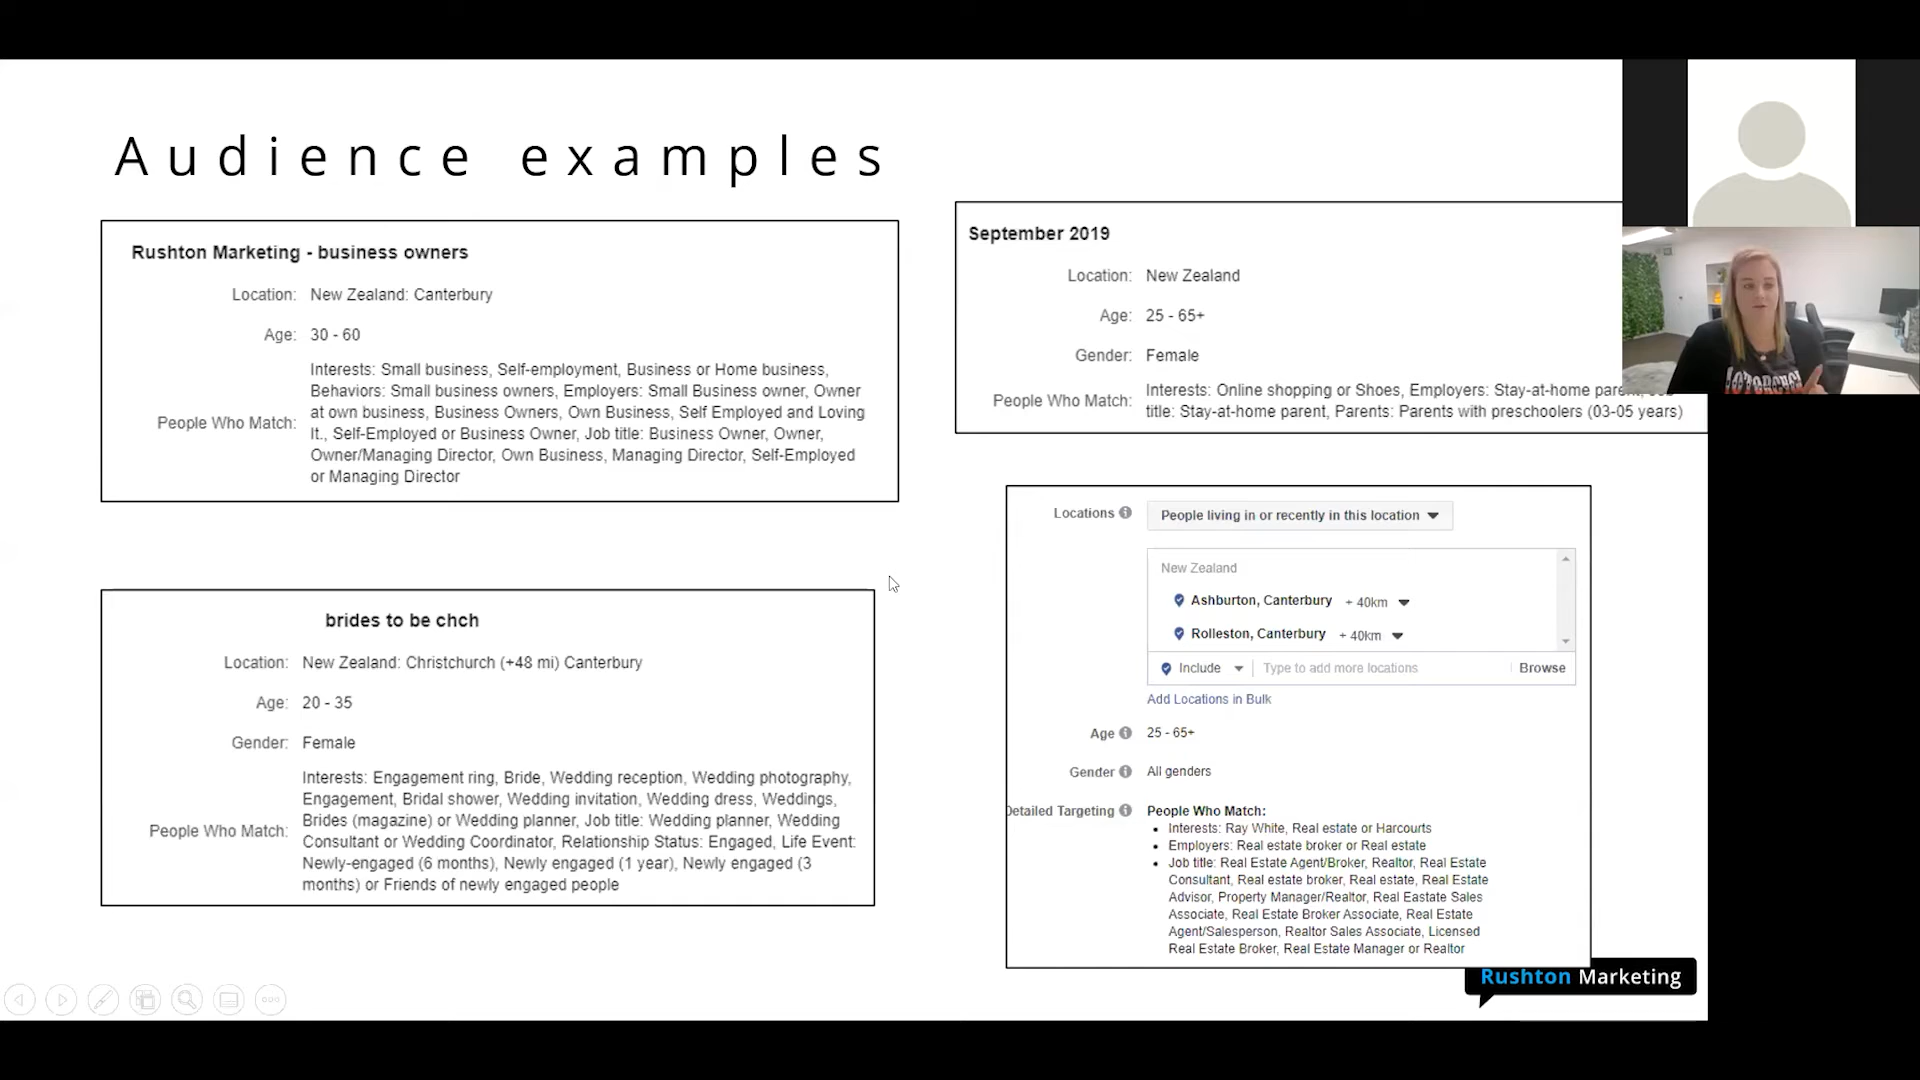 Audience examples
Rushton Marketing - business owners
Location: New Zealand: Canterbury
Age: 30 - 60
People Who Match:
Interests: Small business, Self-employment, Business or Home business,
Behaviors: Small business owners, Employers: Small Business owner, Owner
at own business, Business Owners, Own Business, Self Employed and Loving
It., Self-Employed or Business Owner, Job title: Business Owner, Owner,
Owner/Managing Director, Own Business, Managing Director, Self-Employed
or Managing Director
brides to be chch
Location: New Zealand: Christchurch (+48 mi) Canterbury
Age: 20 - 35
Gender: Female
People Who Match:
Interests: Engagement ring, Bride, Wedding reception, Wedding photography,
Engagement, Bridal shower, Wedding invitation, Wedding dress, Weddings,
Brides (magazine) or Wedding planner, Job title: Wedding planner, Wedding
Consultant or Wedding Coordinator, Relationship Status: Engaged, Life Event:
Newly-engaged (6 months), Newly engaged (1 year), Newly engaged (3
months) or Friends of newly engaged people
September 2019
Location: New Zealand
Age: 25 - 65+
Gender: Female
People Who Match:
Interests: Online shopping or Shoes, Employers: Stay-at-home
title: Stay-at-home parent, Parents: Parents with preschoolers (03-05 years)
Locations People living in or recently in this location
New Zealand
Ashburton, Canterbury + 40km
Rolleston, Canterbury + 40km
Include Type to add more locations Browse
Add Locations in Bulk
Age 25 - 65+
Gender All genders
Detailed Targeting People Who Match:
• Interests: Ray White, Real estate or Harcourts
• Employers: Real estate broker or Real estate
• Job title: Real Estate Agent/Broker, Realtor, Real Estate
Consultant, Real estate broker, Real estate, Real Estate
Advisor, Property Manager/Realtor, Real Eastate Sales
Associate, Real Estate Broker Associate, Real Estate
Agent/Salesperson, Realtor Sales Associate, Licensed
Real Estate Broker, Real Estate Manager or Realtor
Rushton Marketing